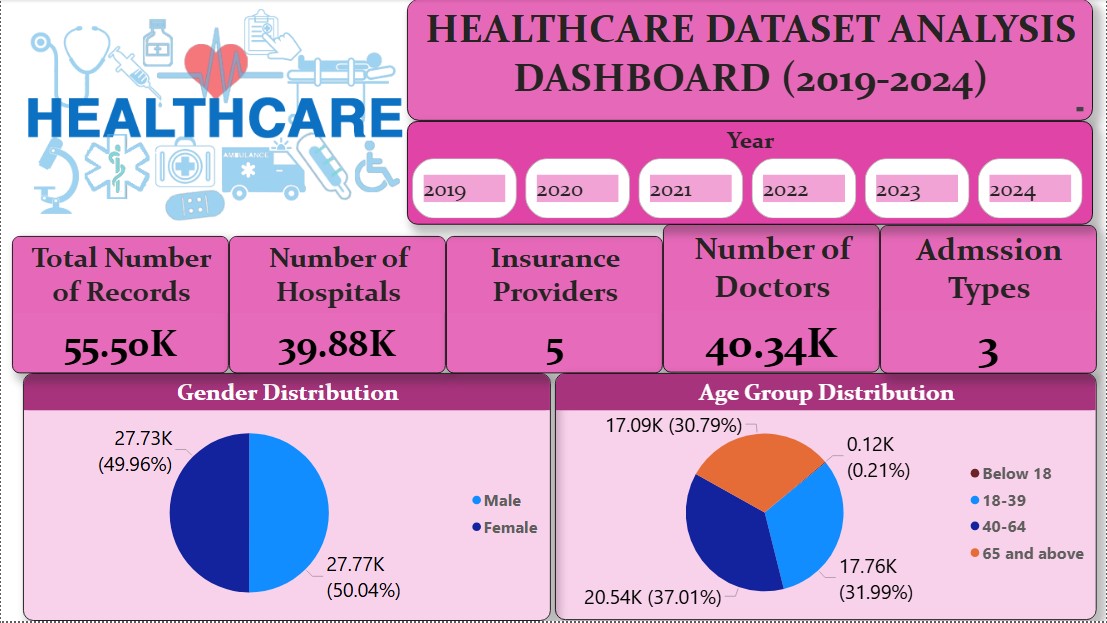 HEALTHCARE
AMBULANCE
HEALTHCARE DATASET ANALYSIS
DASHBOARD (2019-2024)
Year
2019
2020
2021
2022
2023
2024
Total Number
of Records
55.50K
Number of
Hospitals
39.88K
Insurance
Providers
5
Number of
Doctors
40.34K
Admssion
Types
3
Gender Distribution
27.73K
(49.96%)
27.77K
(50.04%)
Male
Female
Age Group Distribution
17.09K (30.79%)
0.12K
(0.21%)
17.76K
(31.99%)
20.54K (37.01%)
Below 18
18-39
40-64
65 and above